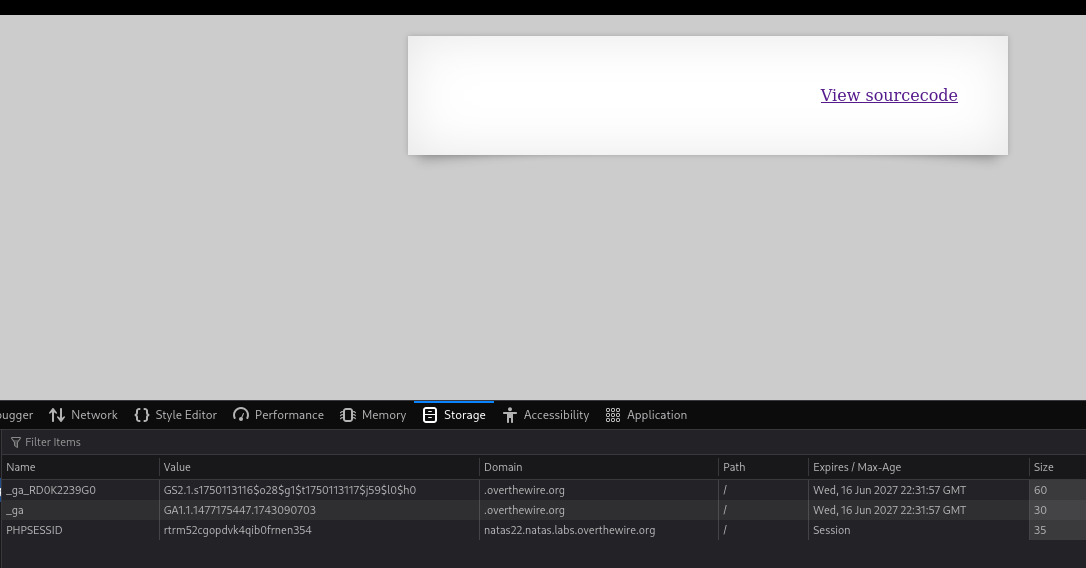 View sourcecode
ugger Network Style Editor Performance Memory Storage Accessibility Application
Filter Items
Name Value Domain Path Expires / Max-Age Size
_ga_RD0K2239G0 GS2.1.s1750113116$o28$g1$t1750113117$j59$l0$h0 .overthewire.org / Wed, 16 Jun 2027 22:31:57 GMT 60
_ga GA1.1.1477175447.1743090703 .overthewire.org / Wed, 16 Jun 2027 22:31:57 GMT 30
PHPSESSID rtrm52cgopdvk4qib0frnen354 natas22.natas.labs.overthewire.org / Session 35